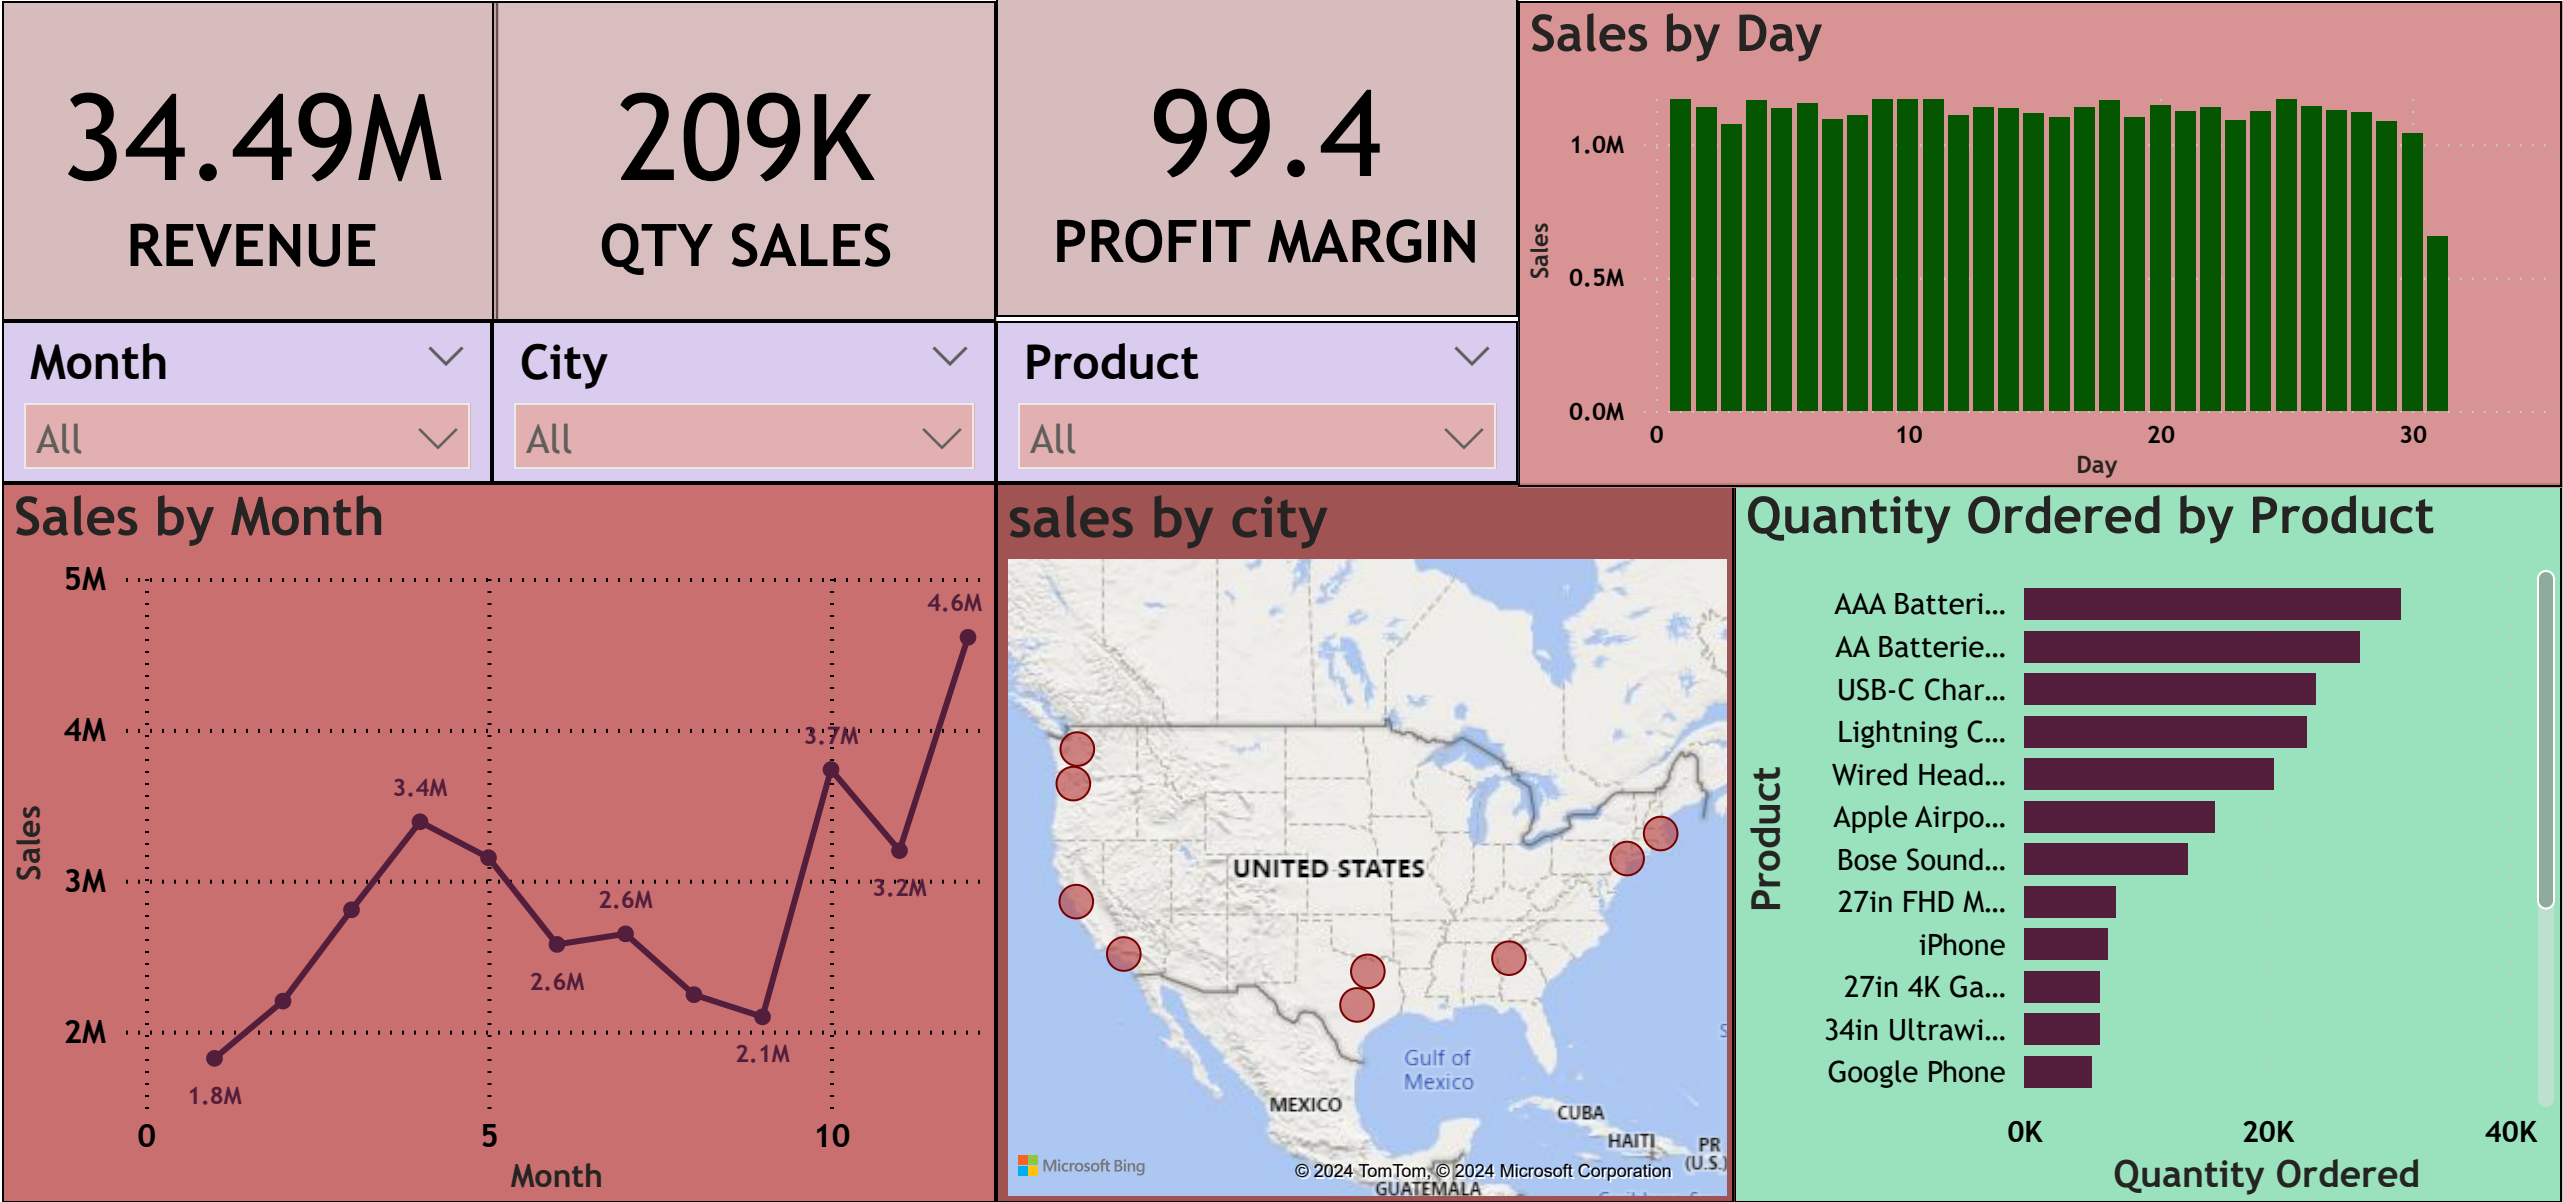 34.49M
REVENUE
209K
QTY SALES
99.4
PROFIT MARGIN
Month
All
City
All
Product
All
Sales by Day
1.0M
0.5M
0.0M
Sales
0
10
20
30
Day
Sales by Month
5M
4M
3M
2M
Sales
1.8M
3.4M
2.6M
2.6M
2.1M
3.7M
3.2M
4.6M
0
5
10
Month
sales by city
UNITED STATES
Gulf of
Mexico
MEXICO
CUBA
HAITI
PR
(U.S.)
GUATEMALA
Microsoft Bing
© 2024 TomTom, © 2024 Microsoft Corporation
Quantity Ordered by Product
Product
AAA Batteri...
AA Batterie...
USB-C Char...
Lightning C...
Wired Head...
Apple Airpo...
Bose Sound...
27in FHD M...
iPhone
27in 4K Ga...
34in Ultrawi...
Google Phone
0K
20K
40K
Quantity Ordered